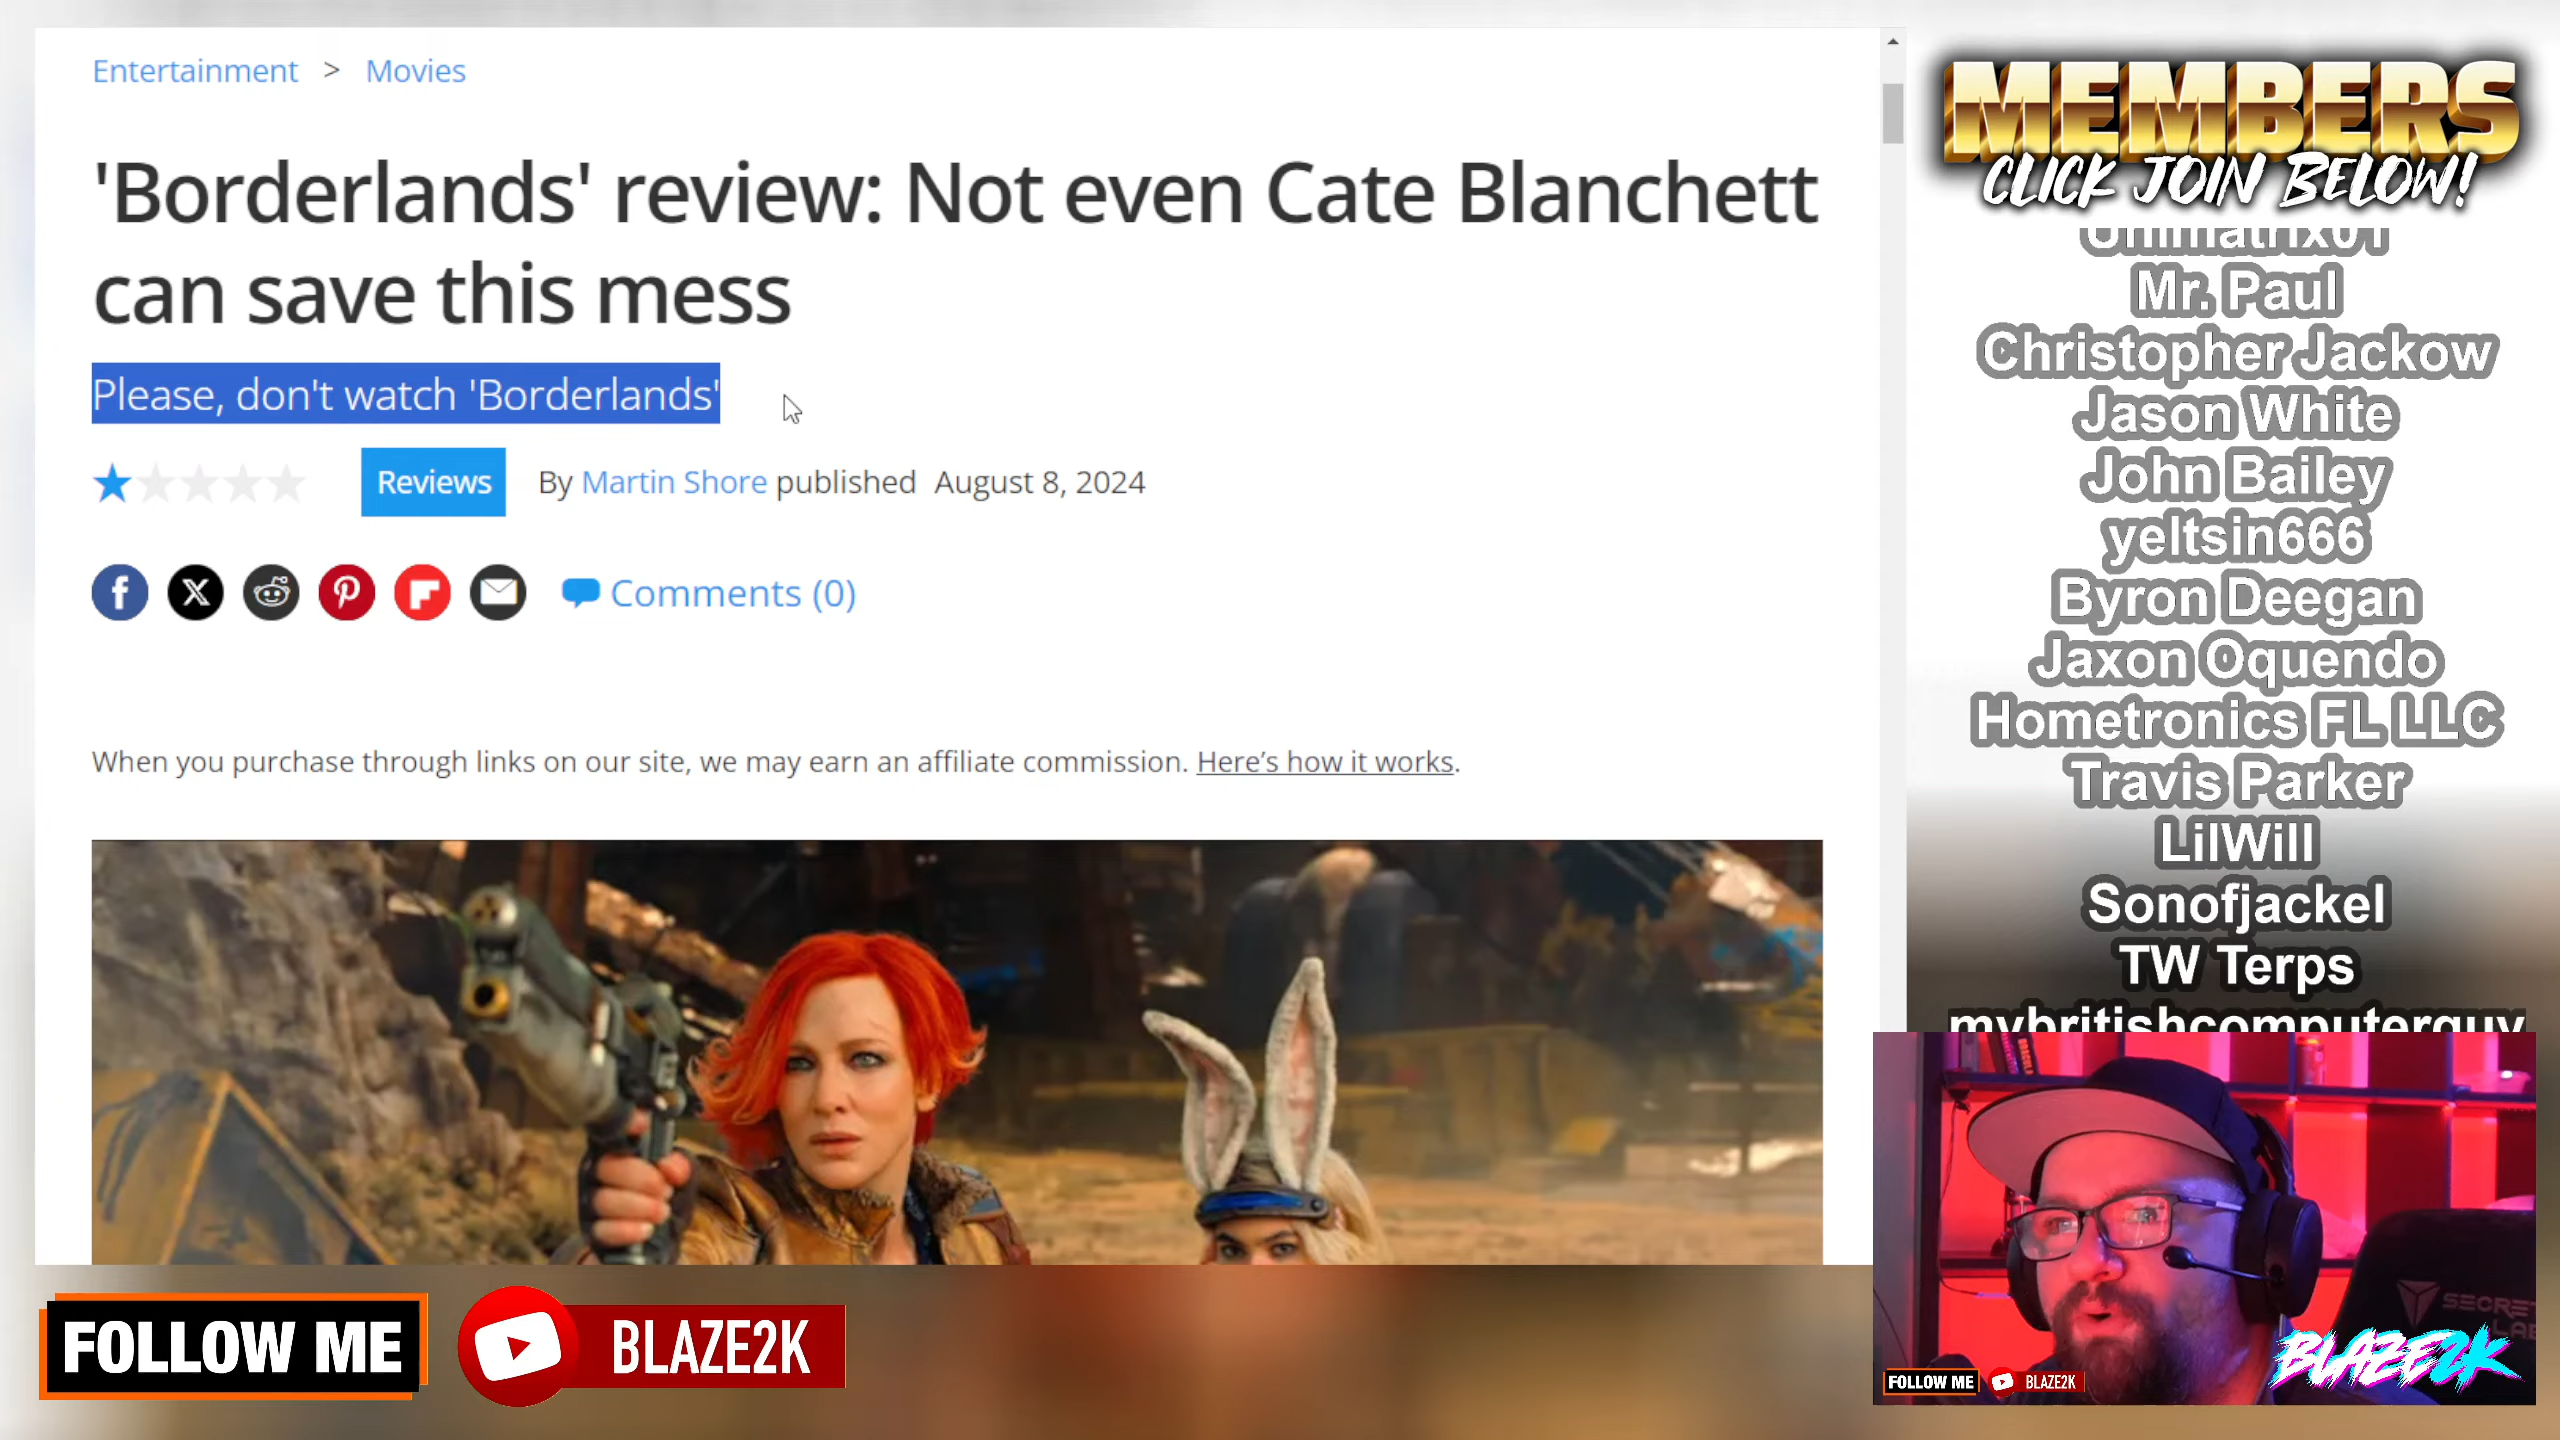 Entertainment > Movies
'Borderlands' review: Not even Cate Blanchett
can save this mess
Please, don't watch 'Borderlands'
Reviews
By Martin Shore published August 8, 2024
Comments (0)
When you purchase through links on our site, we may earn an affiliate commission. Here's how it works.
MEMBERS
CLICK JOIN BELOW!
Unimatrix01
Mr. Paul
Christopher Jackow
Jason White
John Bailey
yeltsin666
Byron Deegan
Jaxon Oquendo
Hometronics FL LLC
Travis Parker
LilWill
Sonofjackel
TW Terps
mybritishcomputerguy
FOLLOW ME
BLAZE2K
FOLLOW ME
BLAZE2K
BLAZE2K